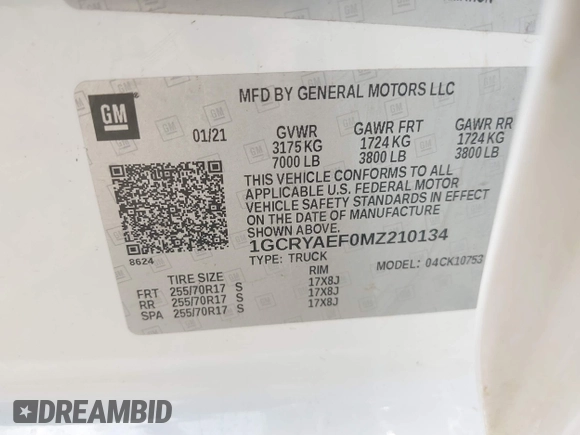 GM
MFD BY GENERAL MOTORS LLC
01/21
GVWR GAWR FRT GAWR RR
3175 KG 1724 KG 1724 KG
7000 LB 3800 LB 3800 LB
THIS VEHICLE CONFORMS TO ALL
APPLICABLE U.S. FEDERAL MOTOR
VEHICLE SAFETY STANDARDS IN EFFECT
ON THE DATE OF MANUFACTURE
SHOWN ABOVE.
1GCRYAEF0MZ210134
8624
TYPE: TRUCK MODEL: 04CK10753
TIRE SIZE RIM
FRT 255/70R17 S 17X8J
RR 255/70R17 S 17X8J
SPA 255/70R17 S 17X8J
DREAMBID